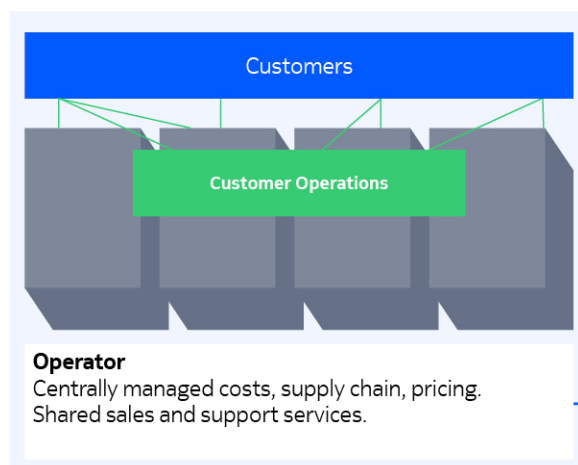 Customers
Customer Operations
Operator
Centrally managed costs, supply chain, pricing.
Shared sales and support services.